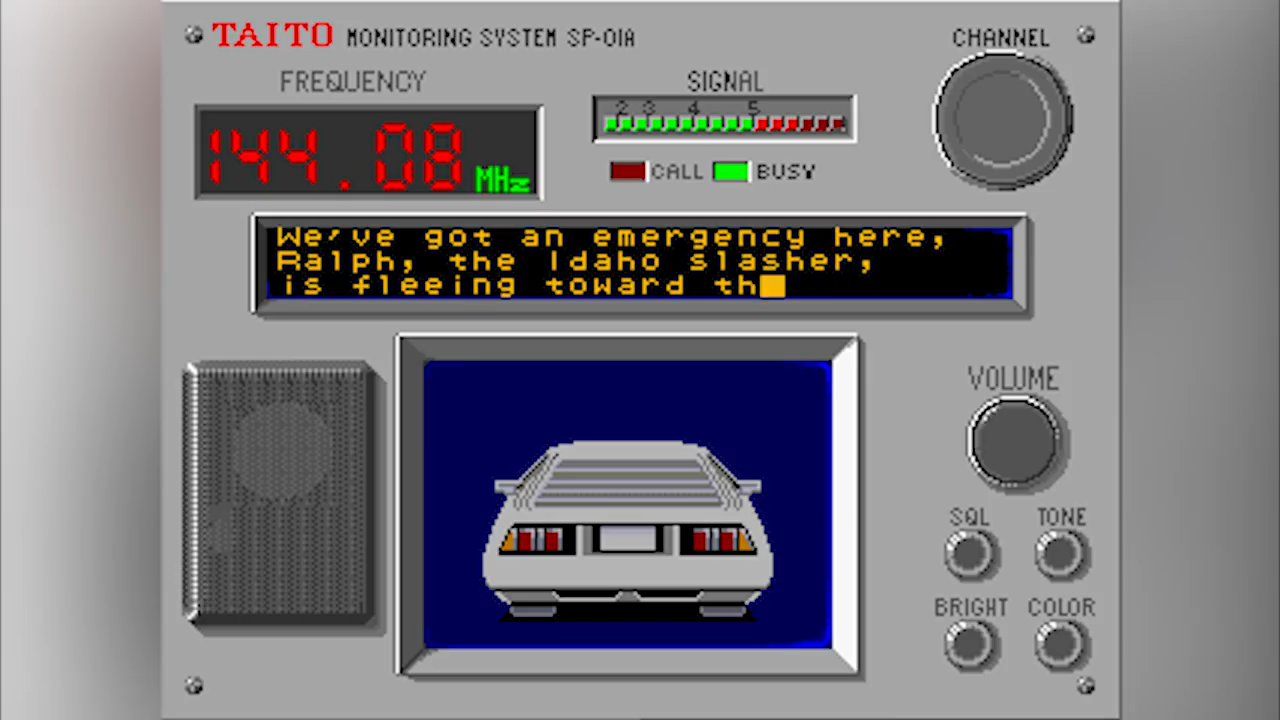 TAITO MONITORING SYSTEM SP-01A
CHANNEL
FREQUENCY
SIGNAL
2 3 4 5
144.08 MHz
CALL BUSY
We've got an emergency here,
Ralph, the Idaho slasher,
is fleeing toward th
VOLUME
SQL TONE
BRIGHT COLOR